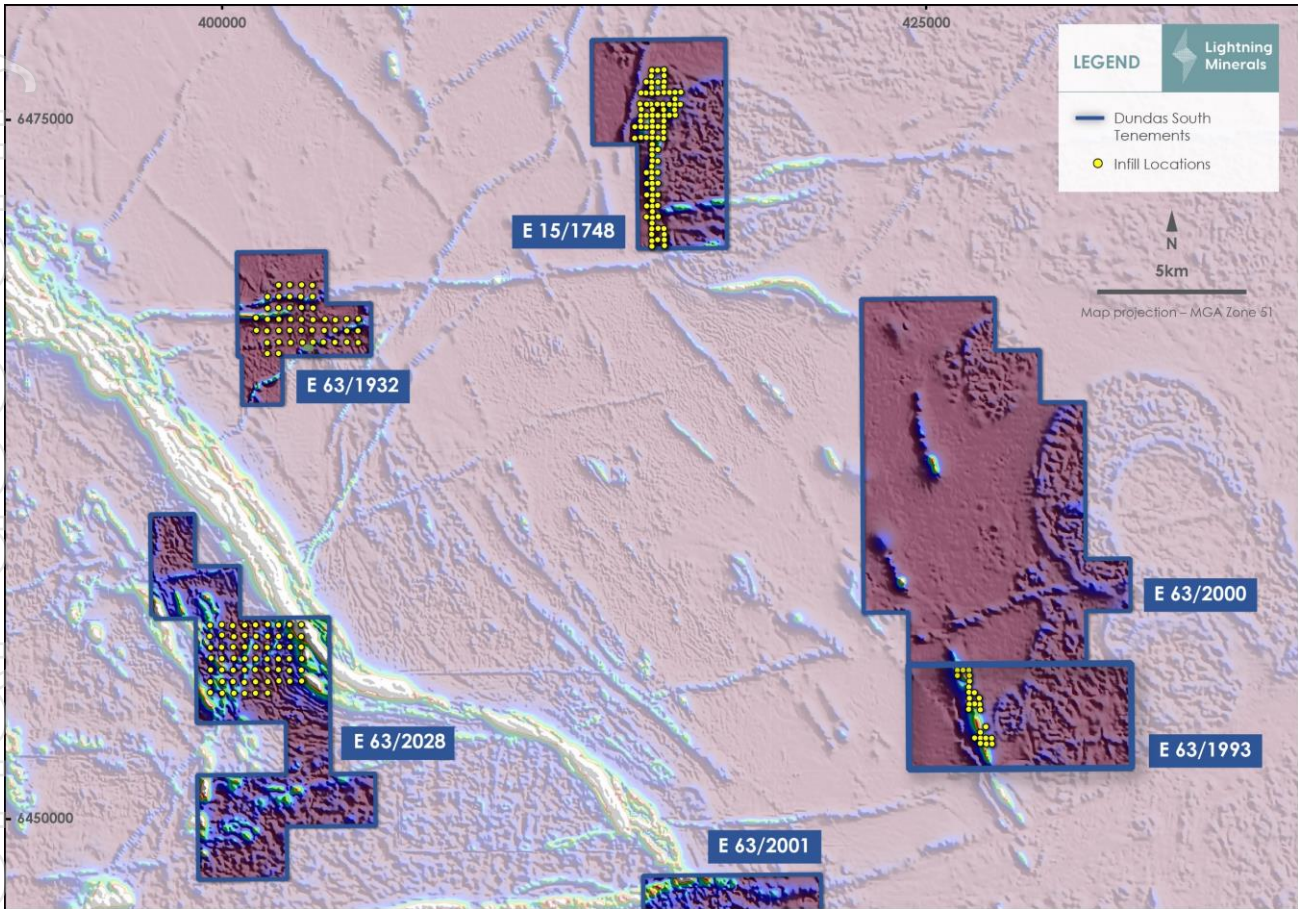 400000
425000
LEGEND
Lightning
Minerals
Dundas South
Tenements
Infill Locations
N
5km
Map projection – MGA Zone 51
6475000
E 15/1748
E 63/1932
E 63/2000
E 63/2028
E 63/1993
6450000
E 63/2001